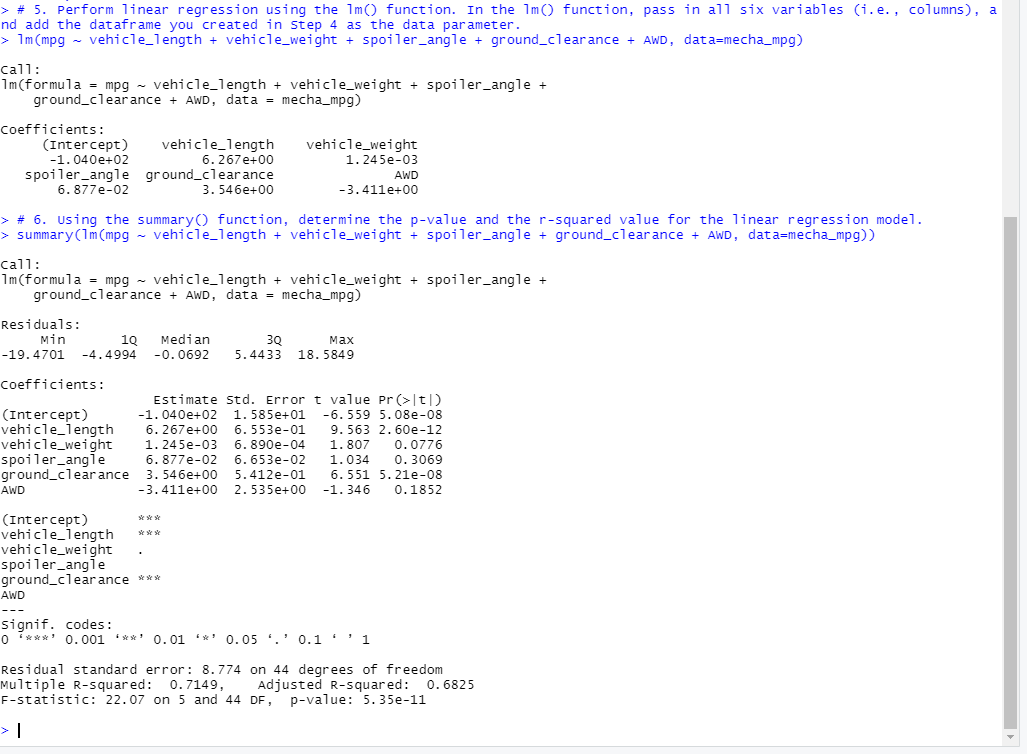 > # 5. Perform linear regression using the lm() function. In the lm() function, pass in all six variables (i.e., columns), a
nd add the dataframe you created in Step 4 as the data parameter.
> lm(mpg ~ vehicle_length + vehicle_weight + spoiler_angle + ground_clearance + AWD, data=mecha_mpg)
Call:
lm(formula = mpg ~ vehicle_length + vehicle_weight + spoiler_angle +
    ground_clearance + AWD, data = mecha_mpg)
Coefficients:
     (Intercept)    vehicle_length    vehicle_weight
      -1.040e+02         6.267e+00         1.245e-03
   spoiler_angle  ground_clearance               AWD
       6.877e-02         3.546e+00        -3.411e+00
> # 6. Using the summary() function, determine the p-value and the r-squared value for the linear regression model.
> summary(lm(mpg ~ vehicle_length + vehicle_weight + spoiler_angle + ground_clearance + AWD, data=mecha_mpg))
Call:
lm(formula = mpg ~ vehicle_length + vehicle_weight + spoiler_angle +
    ground_clearance + AWD, data = mecha_mpg)
Residuals:
     Min       1Q   Median       3Q      Max
-19.4701  -4.4994  -0.0692   5.4433  18.5849
Coefficients:
                   Estimate Std. Error t value Pr(>|t|)
(Intercept)      -1.040e+02  1.585e+01  -6.559 5.08e-08
vehicle_length    6.267e+00  6.553e-01   9.563 2.60e-12
vehicle_weight    1.245e-03  6.890e-04   1.807   0.0776
spoiler_angle     6.877e-02  6.653e-02   1.034   0.3069
ground_clearance  3.546e+00  5.412e-01   6.551 5.21e-08
AWD              -3.411e+00  2.535e+00  -1.346   0.1852
(Intercept)      ***
vehicle_length   ***
vehicle_weight   .
spoiler_angle
ground_clearance ***
AWD
---
Signif. codes:
0 ‘***’ 0.001 ‘**’ 0.01 ‘*’ 0.05 ‘.’ 0.1 ‘ ’ 1
Residual standard error: 8.774 on 44 degrees of freedom
Multiple R-squared:  0.7149,    Adjusted R-squared:  0.6825
F-statistic: 22.07 on 5 and 44 DF,  p-value: 5.35e-11
>